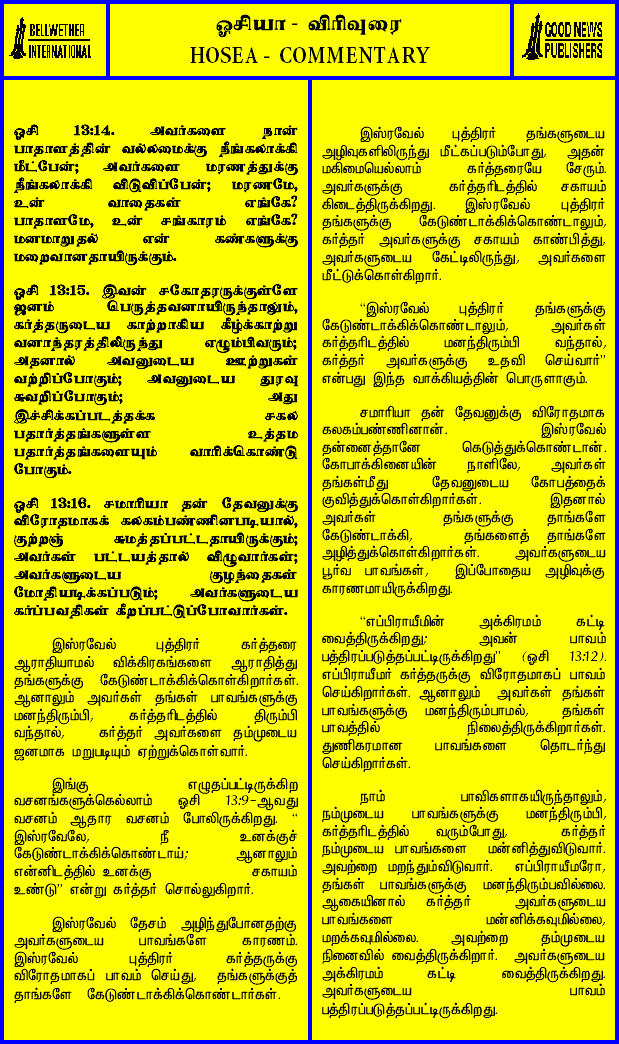 BELLWETHER
INTERNATIONAL
ஓசியா - விரிவுரை
HOSEA - COMMENTARY
GOOD NEWS
PUBLISHERS
ஓசி 13:14. அவர்களை நான்
பாதாளத்தின் வல்லமைக்கு நீங்கலாக்கி
மீட்பேன்; அவர்களை மரணத்துக்கு
நீங்கலாக்கி விடுவிப்பேன்; மரணமே,
உன் வாதைகள் எங்கே?
பாதாளமே, உன் சங்காரம் எங்கே?
மனமாறுதல் என் கண்களுக்கு
மறைவானதாயிருக்கும்.
ஓசி 13:15. இவன் சகோதரருக்குள்ளே
ஜனம் பெருத்தவனாயிருந்தாலும்,
கர்த்தருடைய காற்றாகிய கீழ்க்காற்று
வனாந்தரத்திலிருந்து எழும்பிவரும்;
அதனால் அவனுடைய ஊற்றுகள்
வற்றிப்போகும்; அவனுடைய துரவு
சுவறிப்போகும்; அது
இச்சிக்கப்படத்தக்க சகல
பதார்த்தங்களுள்ள உத்தம
பதார்த்தங்களையும் வாரிக்கொண்டு
போகும்.
ஓசி 13:16. சமாரியா தன் தேவனுக்கு
விரோதமாகக் கலகம்பண்ணினபடியால்,
குற்றஞ் சுமத்தப்பட்டதாயிருக்கும்;
அவர்கள் பட்டயத்தால் விழுவார்கள்;
அவர்களுடைய குழந்தைகள்
மோதியடிக்கப்படும்; அவர்களுடைய
கர்ப்பவதிகள் கீறப்பட்டுப்போவார்கள்.
இஸ்ரவேல் புத்திரர் கர்த்தரை
ஆராதியாமல் விக்கிரகங்களை ஆராதித்து
தங்களுக்கு கேடுண்டாக்கிக்கொள்கிறார்கள்.
ஆனாலும் அவர்கள் தங்கள் பாவங்களுக்கு
மனந்திரும்பி, கர்த்தரிடத்தில் திரும்பி
வந்தால், கர்த்தர் அவர்களை தம்முடைய
ஜனமாக மறுபடியும் ஏற்றுக்கொள்வார்.
இங்கு எழுதப்பட்டிருக்கிற
வசனங்களுக்கெல்லாம் ஓசி 13:9-ஆவது
வசனம் ஆதார வசனம் போலிருக்கிறது. “
இஸ்ரவேலே, நீ உனக்குச்
கேடுண்டாக்கிக்கொண்டாய்; ஆனாலும்
என்னிடத்தில் உனக்கு சகாயம்
உண்டு” என்று கர்த்தர் சொல்லுகிறார்.
இஸ்ரவேல் தேசம் அழிந்துபோனதற்கு
அவர்களுடைய பாவங்களே காரணம்.
இஸ்ரவேல் புத்திரர் கர்த்தருக்கு
விரோதமாகப் பாவம் செய்து, தங்களுக்குத்
தாங்களே கேடுண்டாக்கிக்கொண்டார்கள்.
இஸ்ரவேல் புத்திரர் தங்களுடைய
அழிவுகளிலிருந்து மீட்கப்படும்போது, அதன்
மகிமையெல்லாம் கர்த்தரையே சேரும்.
அவர்களுக்கு கர்த்தரிடத்தில் சகாயம்
கிடைத்திருக்கிறது. இஸ்ரவேல் புத்திரர்
தங்களுக்கு கேடுண்டாக்கிக்கொண்டாலும்,
கர்த்தர் அவர்களுக்கு சகாயம் காண்பித்து,
அவர்களுடைய கேட்டிலிருந்து, அவர்களை
மீட்டுக்கொள்கிறார்.
“இஸ்ரவேல் புத்திரர் தங்களுக்கு
கேடுண்டாக்கிக்கொண்டாலும், அவர்கள்
கர்த்தரிடத்தில் மனந்திரும்பி வந்தால்,
கர்த்தர் அவர்களுக்கு உதவி செய்வார்”
என்பது இந்த வாக்கியத்தின் பொருளாகும்.
சமாரியா தன் தேவனுக்கு விரோதமாக
கலகம்பண்ணினான். இஸ்ரவேல்
தன்னைத்தானே கெடுத்துக்கொண்டான்.
கோபாக்கினையின் நாளிலே, அவர்கள்
தங்கள்மீது தேவனுடைய கோபத்தைக்
குவித்துக்கொள்கிறார்கள். இதனால்
அவர்கள் தங்களுக்கு தாங்களே
கேடுண்டாக்கி, தங்களைத் தாங்களே
அழித்துக்கொள்கிறார்கள். அவர்களுடைய
பூர்வ பாவங்கள், இப்போதைய அழிவுக்கு
காரணமாயிருக்கிறது.
“எப்பிராயீமின் அக்கிரமம் கட்டி
வைத்திருக்கிறது; அவன் பாவம்
பத்திரப்படுத்தப்பட்டிருக்கிறது” (ஓசி 13:12).
எப்பிராயீமர் கர்த்தருக்கு விரோதமாகப் பாவம்
செய்கிறார்கள். ஆனாலும் அவர்கள் தங்கள்
பாவங்களுக்கு மனந்திரும்பாமல், தங்கள்
பாவத்தில் நிலைத்திருக்கிறார்கள்.
துணிகரமான பாவங்களை தொடர்ந்து
செய்கிறார்கள்.
நாம் பாவிகளாகயிருந்தாலும்,
நம்முடைய பாவங்களுக்கு மனந்திரும்பி,
கர்த்தரிடத்தில் வரும்போது, கர்த்தர்
நம்முடைய பாவங்களை மன்னித்துவிடுவார்.
அவற்றை மறந்தும்விடுவார். எப்பிராயீமரோ,
தங்கள் பாவங்களுக்கு மனந்திரும்பவில்லை.
ஆகையினால் கர்த்தர் அவர்களுடைய
பாவங்களை மன்னிக்கவுமில்லை,
மறக்கவுமில்லை. அவற்றை தம்முடைய
நினைவில் வைத்திருக்கிறார். அவர்களுடைய
அக்கிரமம் கட்டி வைத்திருக்கிறது.
அவர்களுடைய பாவம்
பத்திரப்படுத்தப்பட்டிருக்கிறது.